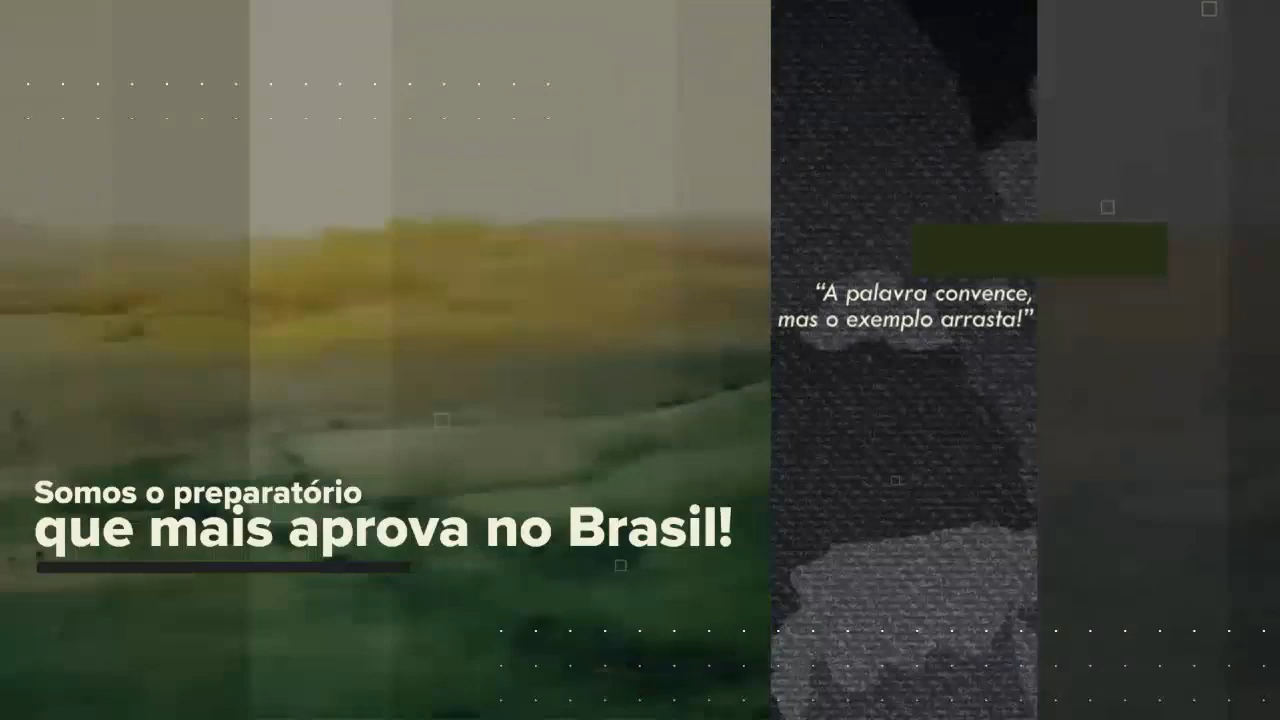 Somos o preparatório
que mais aprova no Brasil!
“A palavra convence,
mas o exemplo arrasta!”